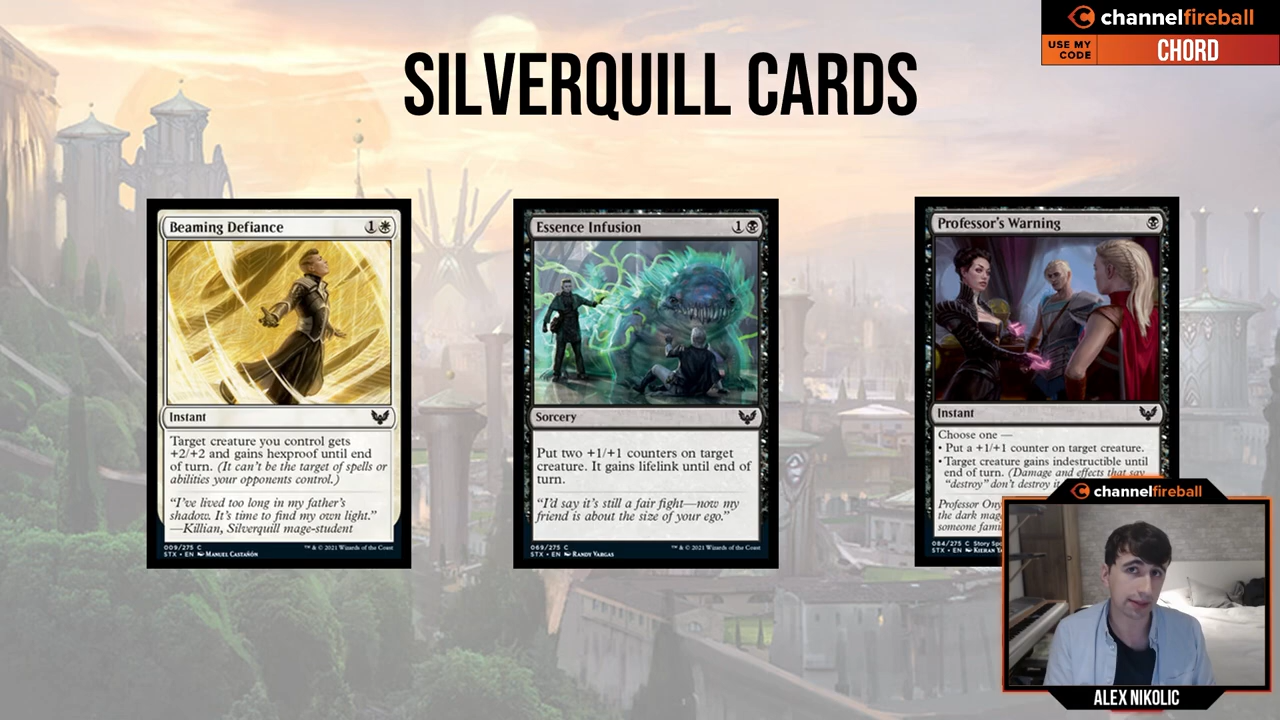 channelfireball
USE MY
CODE
CHORD
SILVERQUILL CARDS
Beaming Defiance 1
Instant
Target creature you control gets
+2/+2 and gains hexproof until end
of turn. (It can't be the target of spells or
abilities your opponents control.)
“I've lived too long in my father's
shadow. It's time to find my own light.”
—Killian, Silverquill mage-student
009/275 C
STX • EN MANUEL CASTAÑÓN
™ & © 2021 Wizards of the Coast
Essence Infusion 1
Sorcery
Put two +1/+1 counters on target
creature. It gains lifelink until end of
turn.
“I'd say it's still a fair fight—now my
friend is about the size of your ego.”
069/275 C
STX • EN RANDY VARGAS
™ & © 2021 Wizards of the Coast
Professor's Warning
Instant
Choose one —
• Put a +1/+1 counter on target creature.
• Target creature gains indestructible until
end of turn. (Damage and effects that say
“destroy” don't destroy it
Professor
the dark
someone
084/275 C Story
STX • EN KIERAN
channelfireball
ALEX NIKOLIC